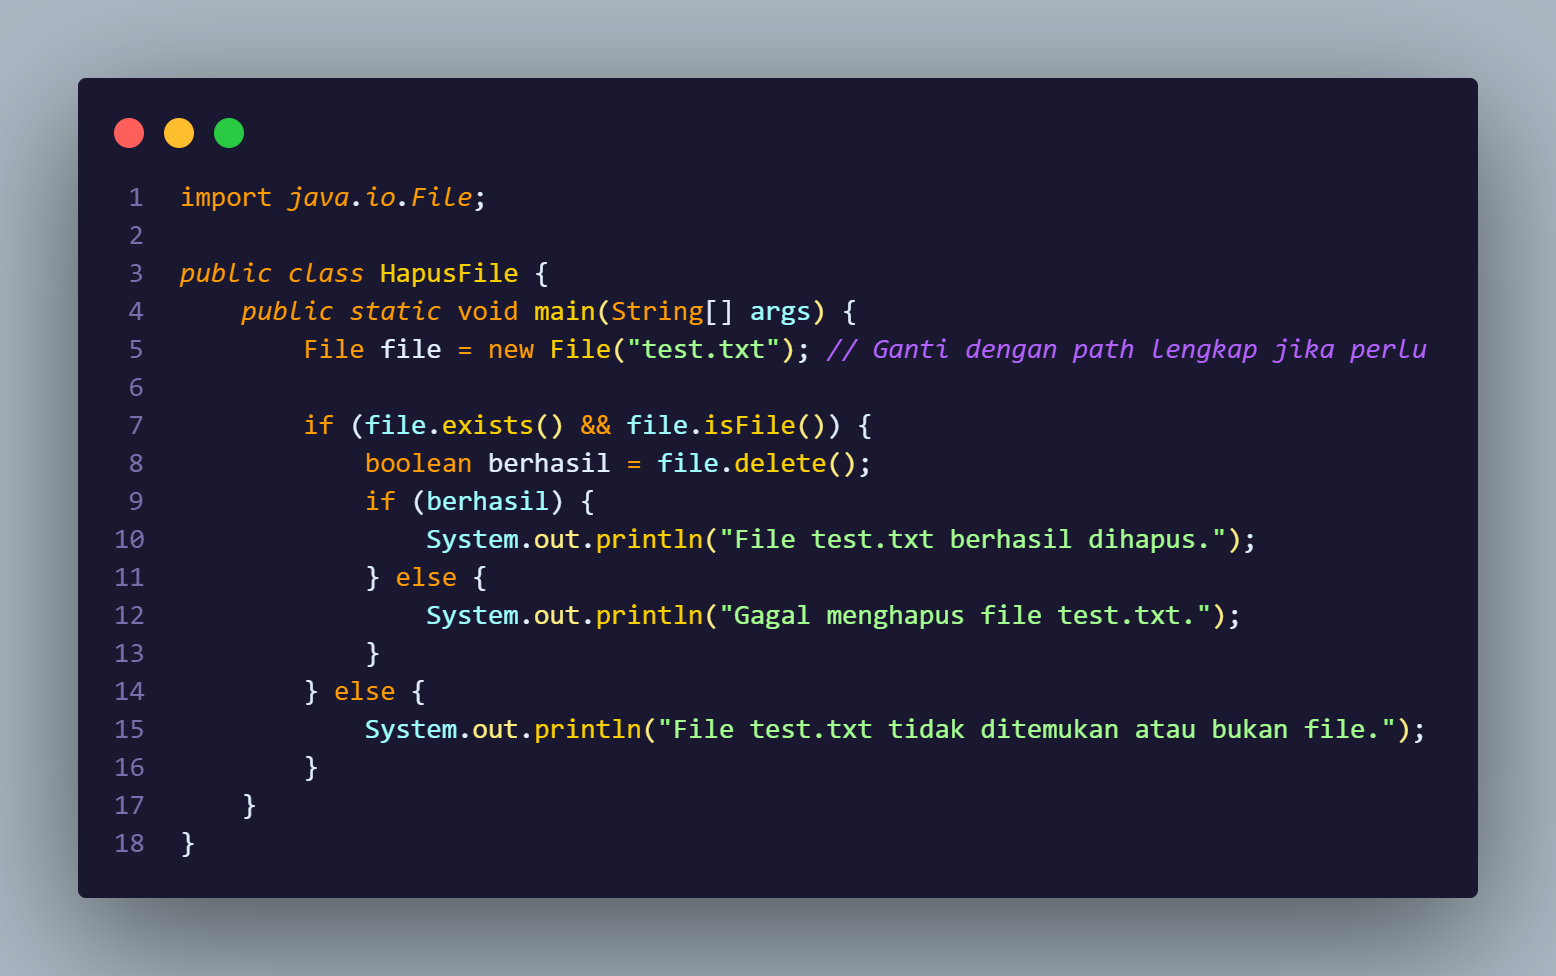 1 import java.io.File;
2
3 public class HapusFile {
4     public static void main(String[] args) {
5         File file = new File("test.txt"); // Ganti dengan path lengkap jika perlu
6
7         if (file.exists() && file.isFile()) {
8             boolean berhasil = file.delete();
9             if (berhasil) {
10                 System.out.println("File test.txt berhasil dihapus.");
11             } else {
12                 System.out.println("Gagal menghapus file test.txt.");
13             }
14         } else {
15             System.out.println("File test.txt tidak ditemukan atau bukan file.");
16         }
17     }
18 }